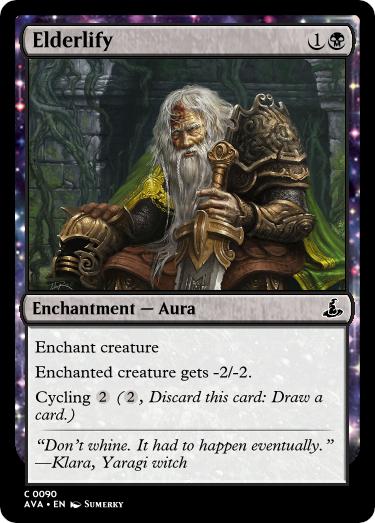 Elderlify 1
Enchantment — Aura
Enchant creature
Enchanted creature gets -2/-2.
Cycling 2 (2, Discard this card: Draw a
card.)
“Don’t whine. It had to happen eventually.”
—Klara, Yaragi witch
C 0090
AVA • EN SUMERKY